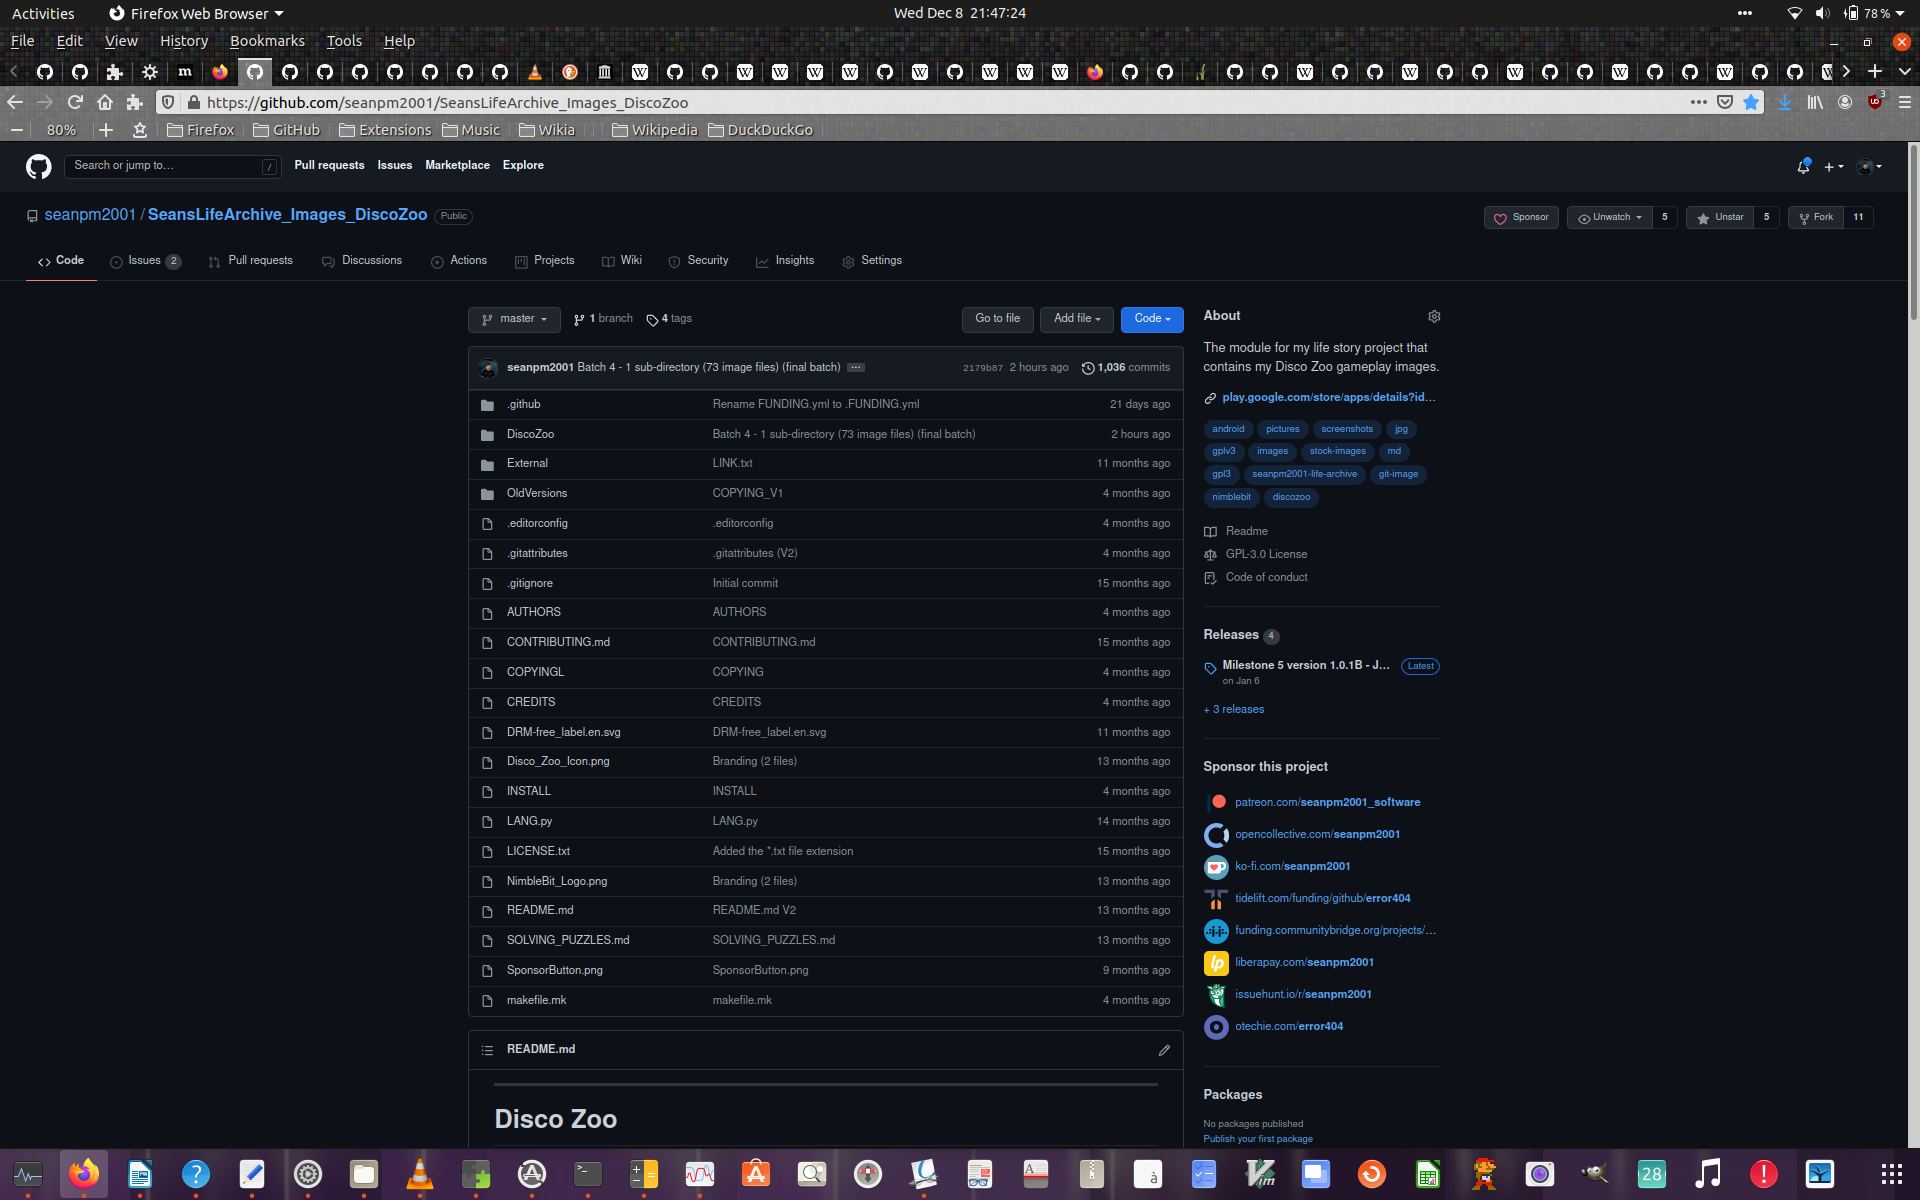 Activities Firefox Web Browser Wed Dec 8 21:47:24 78 %
File Edit View History Bookmarks Tools Help
https://github.com/seanpm2001/SeansLifeArchive_Images_DiscoZoo 3
80% Firefox GitHub Extensions Music Wikia Wikipedia DuckDuckGo
Search or jump to… / Pull requests Issues Marketplace Explore
seanpm2001 / SeansLifeArchive_Images_DiscoZoo Public Sponsor Unwatch 5 Unstar 5 Fork 11
Code Issues 2 Pull requests Discussions Actions Projects Wiki Security Insights Settings
master 1 branch 4 tags Go to file Add file Code
seanpm2001 Batch 4 - 1 sub-directory (73 image files) (final batch) ··· 2179b87 2 hours ago 1,036 commits
.github Rename FUNDING.yml to .FUNDING.yml 21 days ago
DiscoZoo Batch 4 - 1 sub-directory (73 image files) (final batch) 2 hours ago
External LINK.txt 11 months ago
OldVersions COPYING_V1 4 months ago
.editorconfig .editorconfig 4 months ago
.gitattributes .gitattributes (V2) 4 months ago
.gitignore Initial commit 15 months ago
AUTHORS AUTHORS 4 months ago
CONTRIBUTING.md CONTRIBUTING.md 15 months ago
COPYINGL COPYING 4 months ago
CREDITS CREDITS 4 months ago
DRM-free_label.en.svg DRM-free_label.en.svg 11 months ago
Disco_Zoo_Icon.png Branding (2 files) 13 months ago
INSTALL INSTALL 4 months ago
LANG.py LANG.py 14 months ago
LICENSE.txt Added the *.txt file extension 15 months ago
NimbleBit_Logo.png Branding (2 files) 13 months ago
README.md README.md V2 13 months ago
SOLVING_PUZZLES.md SOLVING_PUZZLES.md 13 months ago
SponsorButton.png SponsorButton.png 9 months ago
makefile.mk makefile.mk 4 months ago
README.md
Disco Zoo
About
The module for my life story project that
contains my Disco Zoo gameplay images.
play.google.com/store/apps/details?id…
android pictures screenshots jpg
gplv3 images stock-images md
gpl3 seanpm2001-life-archive git-image
nimblebit discozoo
Readme
GPL-3.0 License
Code of conduct
Releases 4
Milestone 5 version 1.0.1B - J… Latest
on Jan 6
+ 3 releases
Sponsor this project
patreon.com/seanpm2001_software
opencollective.com/seanpm2001
ko-fi.com/seanpm2001
tidelift.com/funding/github/error404
funding.communitybridge.org/projects/…
liberapay.com/seanpm2001
issuehunt.io/r/seanpm2001
otechie.com/error404
Packages
No packages published
Publish your first package
28